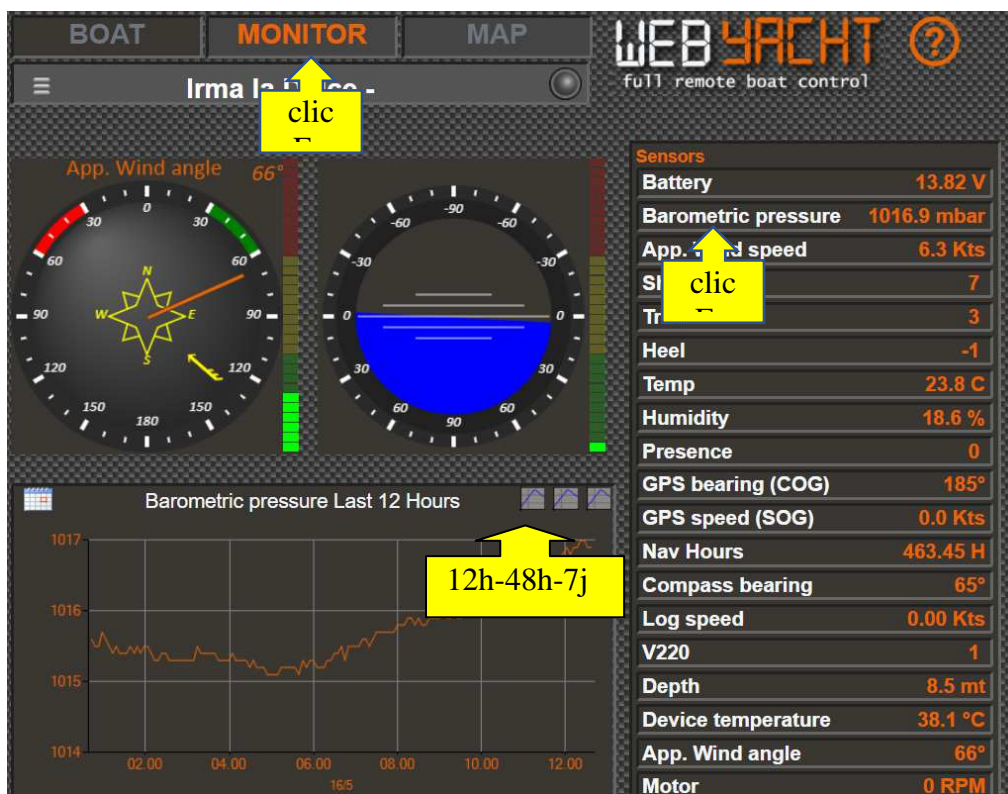 BOAT MONITOR MAP
WEB YACHT ?
full remote boat control
Irma la
clic
App. Wind angle 66°
30 0 30
60 60
90 90
120 120
150 150
180
N
W E
S
-90
-60 -60
-30 -30
0 0
30 30
60 60
90
Sensors
Battery 13.82 V
Barometric pressure 1016.9 mbar
App. Wind speed 6.3 Kts
clic
7
3
Heel -1
Temp 23.8 C
Humidity 18.6 %
Presence 0
GPS bearing (COG) 185°
GPS speed (SOG) 0.0 Kts
Nav Hours 463.45 H
Compass bearing 65°
Log speed 0.00 Kts
V220 1
Depth 8.5 mt
Device temperature 38.1 °C
App. Wind angle 66°
Motor 0 RPM
Barometric pressure Last 12 Hours
12h-48h-7j
1017
1016
1015
1014
02.00 04.00 06.00 08.00 10.00 12.00
16/5